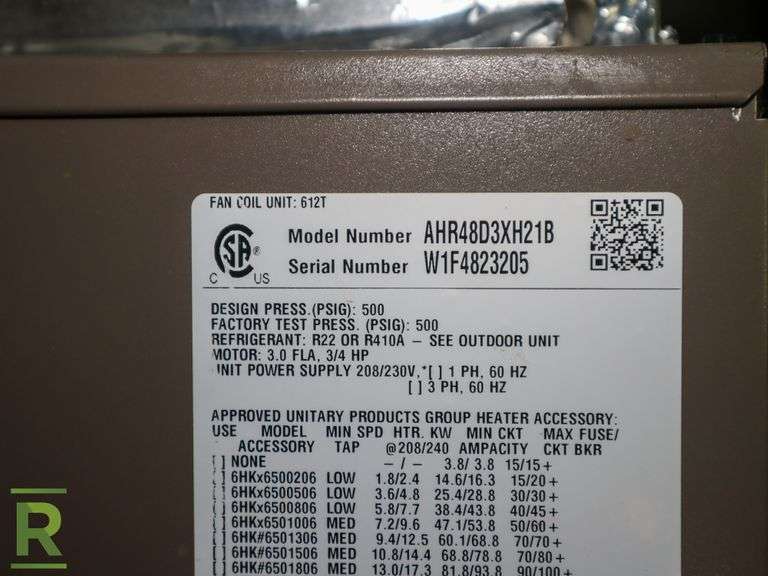 FAN COIL UNIT: 612T
Model Number AHR48D3XH21B
Serial Number W1F4823205
SA ® C US
DESIGN PRESS.(PSIG): 500
FACTORY TEST PRESS. (PSIG): 500
REFRIGERANT: R22 OR R410A – SEE OUTDOOR UNIT
MOTOR: 3.0 FLA, 3/4 HP
UNIT POWER SUPPLY 208/230V,*[ ] 1 PH, 60 HZ
[ ] 3 PH, 60 HZ
APPROVED UNITARY PRODUCTS GROUP HEATER ACCESSORY:
USE MODEL MIN SPD HTR. KW MIN CKT MAX FUSE/
ACCESSORY TAP @208/240 AMPACITY CKT BKR
[ ] NONE – / – 3.8/ 3.8 15/15+
[ ] 6HKx6500206 LOW 1.8/2.4 14.6/16.3 15/20+
[ ] 6HKx6500506 LOW 3.6/4.8 25.4/28.8 30/30+
[ ] 6HKx6500806 LOW 5.8/7.7 38.4/43.8 40/45+
[ ] 6HKx6501006 MED 7.2/9.6 47.1/53.8 50/60+
[ ] 6HK#6501306 MED 9.4/12.5 60.1/68.8 70/70+
[ ] 6HK#6501506 MED 10.8/14.4 68.8/78.8 70/80+
[ ] 6HK#6501806 MED 13.0/17.3 81.8/93.8 90/100+
R